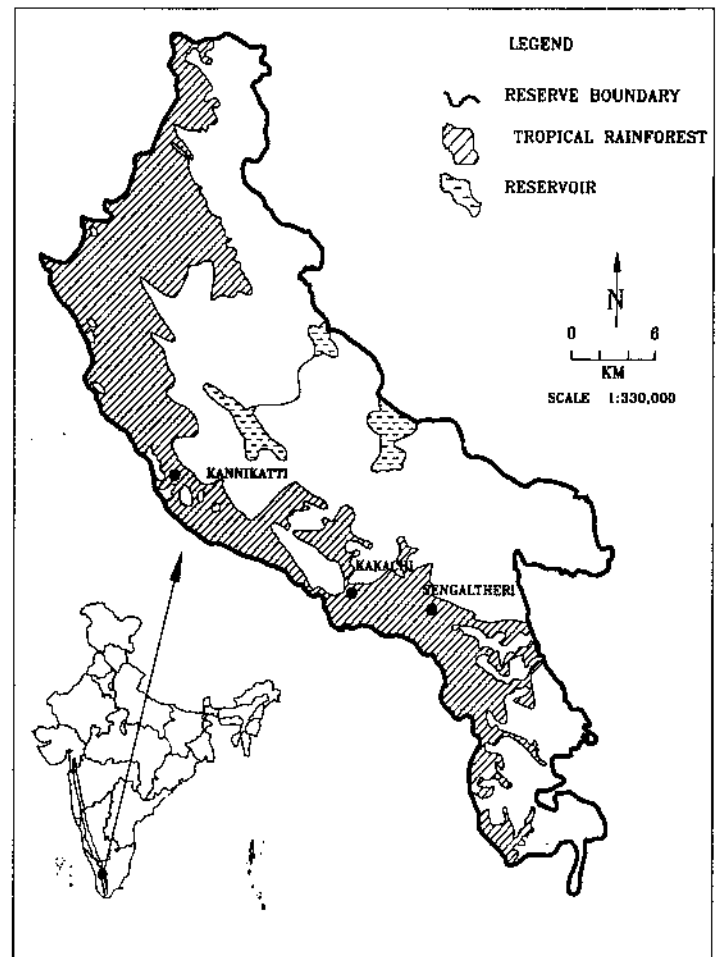 LEGEND
RESERVE BOUNDARY
TROPICAL RAINFOREST
RESERVOIR
N
0 6
KM
SCALE 1:330,000
KANNIKATTI
KAKACHI
SENGALTHERI